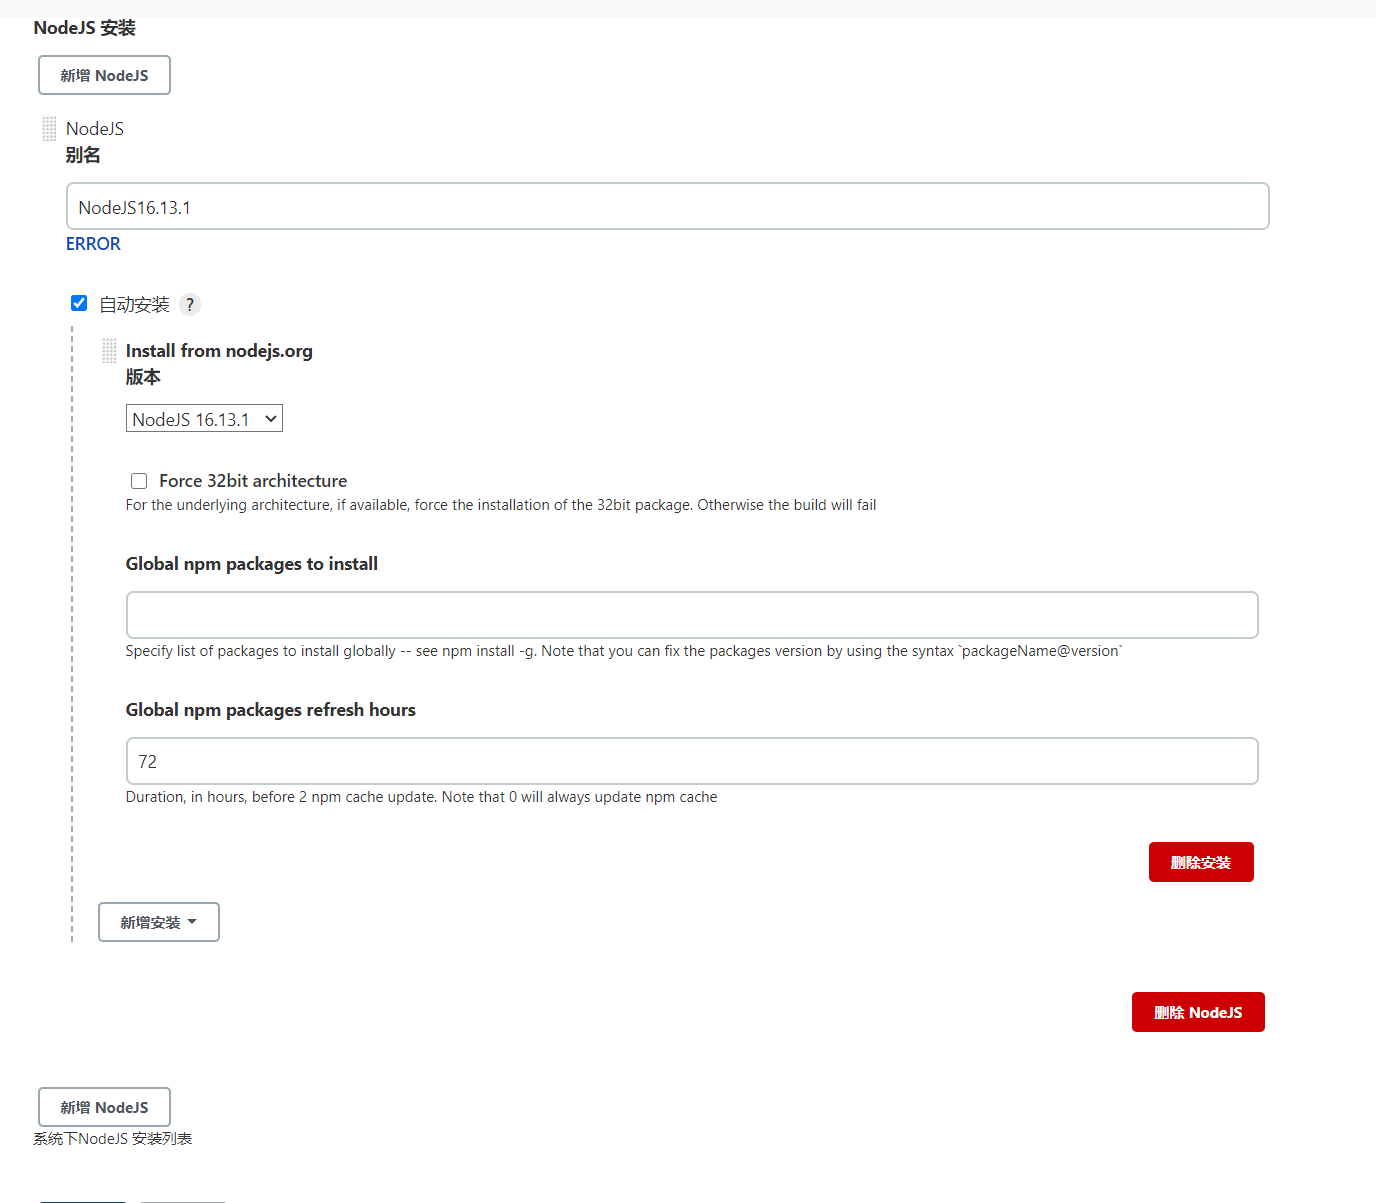 NodeJS 安装
新增 NodeJS
NodeJS
别名
NodeJS16.13.1
ERROR
自动安装 ?
Install from nodejs.org
版本
NodeJS 16.13.1
Force 32bit architecture
For the underlying architecture, if available, force the installation of the 32bit package. Otherwise the build will fail
Global npm packages to install
Specify list of packages to install globally -- see npm install -g. Note that you can fix the packages version by using the syntax `packageName@version`
Global npm packages refresh hours
72
Duration, in hours, before 2 npm cache update. Note that 0 will always update npm cache
删除安装
新增安装
删除 NodeJS
新增 NodeJS
系统下NodeJS 安装列表